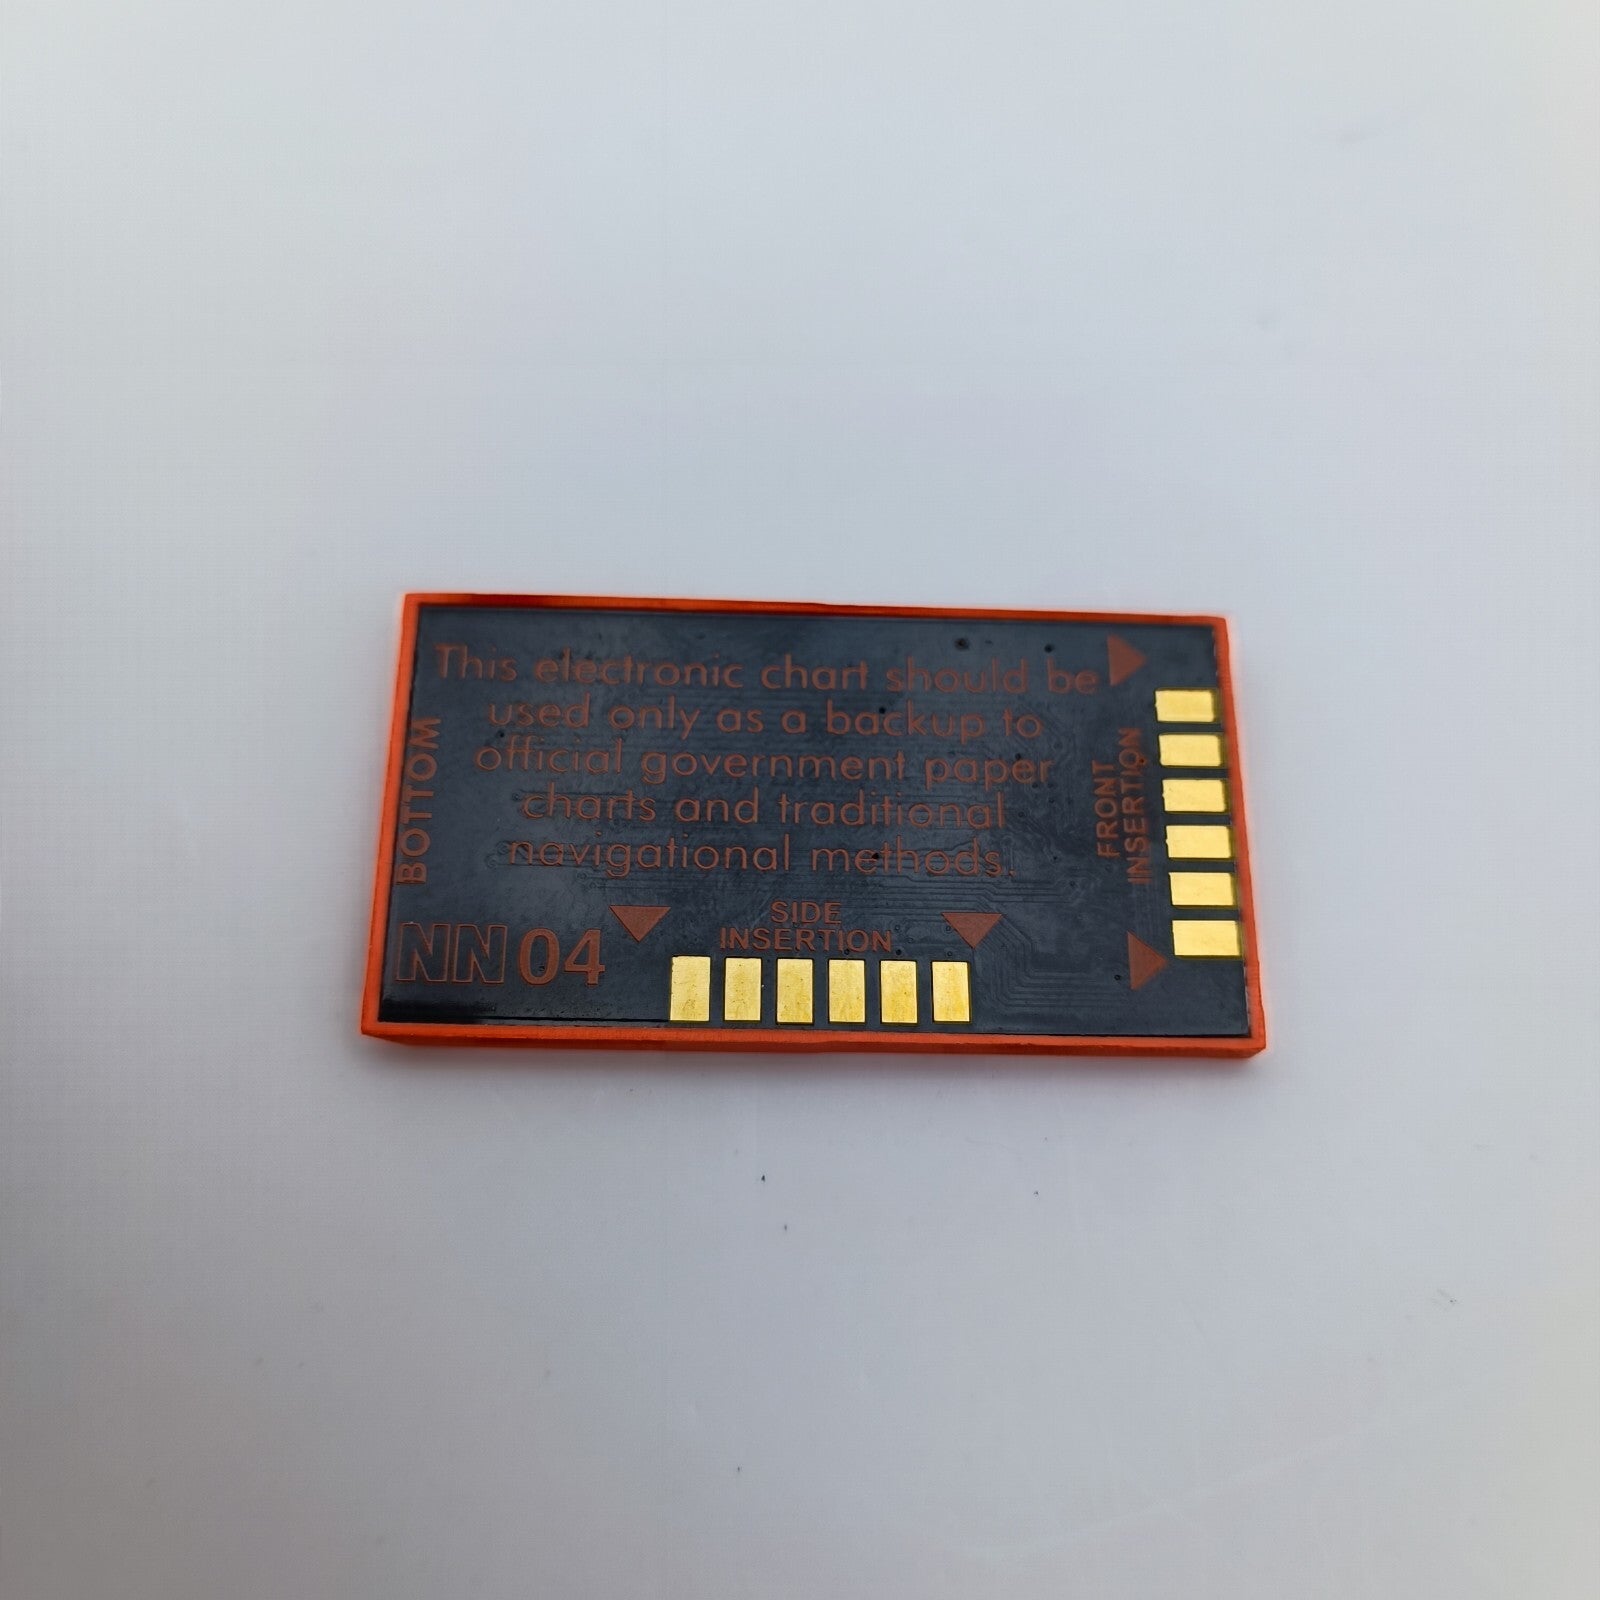 This electronic chart should be
used only as a backup to
official government paper
charts and traditional
navigational methods.
BOTTOM
FRONT
INSERTION
SIDE
INSERTION
NN 04